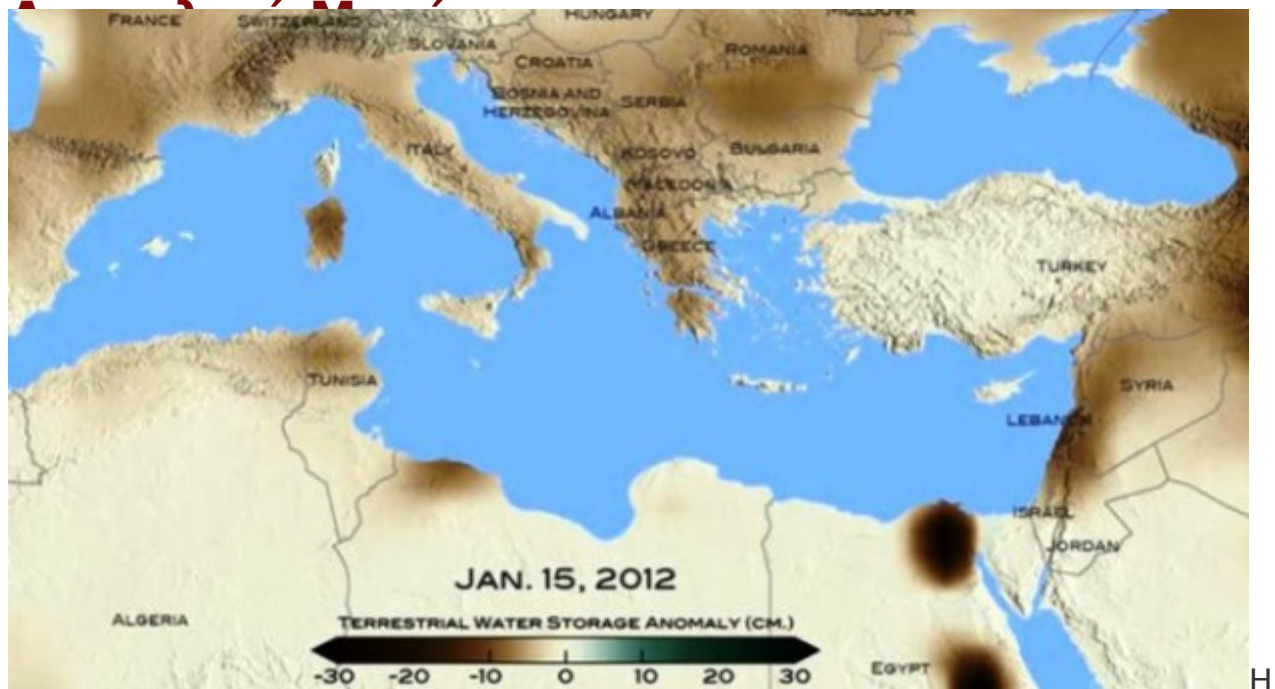 FRANCE
SWITZERLAND
HUNGARY
MOLDOVA
SLOVANIA
CROATIA
ROMANIA
BOSNIA AND
HERZEGOVINA
SERBIA
ITALY
KOSOVO
BULGARIA
MACEDONIA
ALBANIA
GREECE
TURKEY
TUNISIA
SYRIA
LEBANON
ISRAEL
JORDAN
JAN. 15, 2012
ALGERIA
TERRESTRIAL WATER STORAGE ANOMALY (CM.)
-30 -20 -10 0 10 20 30
EGYPT
H